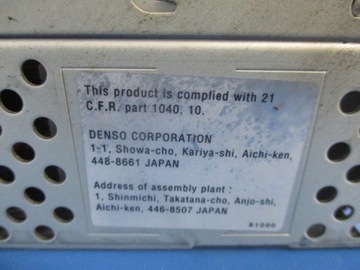 This product is complied with 21
C.F.R. part 1040, 10.
DENSO CORPORATION
1-1, Showa-cho, Kariya-shi, Aichi-ken,
448-8661 JAPAN
Address of assembly plant :
1, Shinmichi, Takatana-cho, Anjo-shi,
Aichi-ken, 446-8507 JAPAN
81000